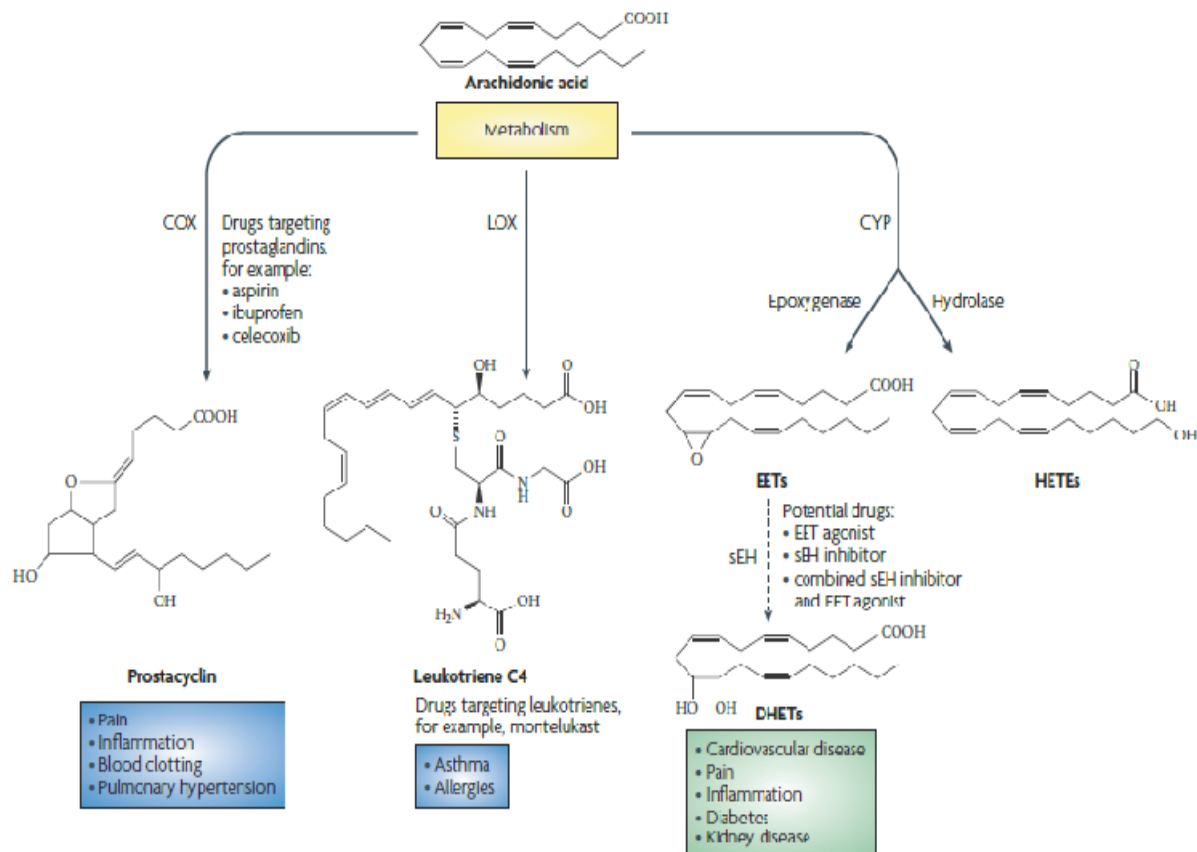 COOH
Arachidonic acid
Metabolism
COX
Drugs targeting
prostaglandins,
for example:
• aspirin
• ibuprofen
• celecoxib
LOX
CYP
Epoxygenase
Hydrolase
COOH
O
HO
OH
Prostacyclin
• Pain
• Inflammation
• Blood clotting
• Pulmonary hypertension
OH
O
OH
S
O
OH
N
H
O
O
NH
H₂N
OH
O
Leukotriene C4
Drugs targeting leukotrienes,
for example, montelukast
• Asthma
• Allergies
COOH
O
EETs
O
OH
OH
HETEs
sEH
Potential drugs:
• EET agonist
• sEH inhibitor
• combined sEH inhibitor
and EET agonist
COOH
HO OH
DHETs
• Cardiovascular disease
• Pain
• Inflammation
• Diabetes
• Kidney disease